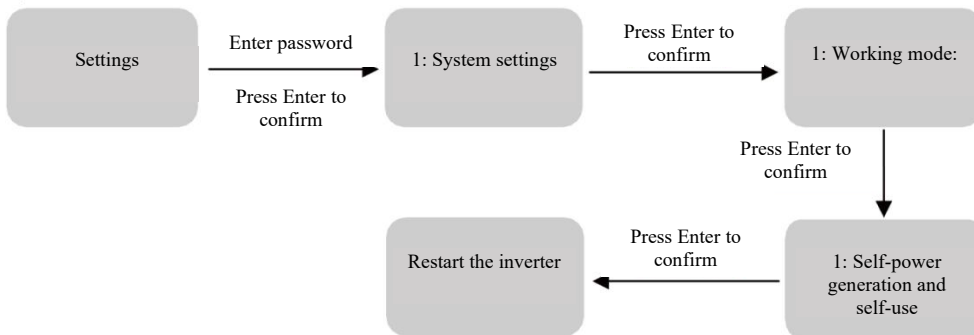 Settings
Enter password
Press Enter to
confirm
1: System settings
Press Enter to
confirm
1: Working mode:
Press Enter to
confirm
1: Self-power
generation and
self-use
Press Enter to
confirm
Restart the inverter